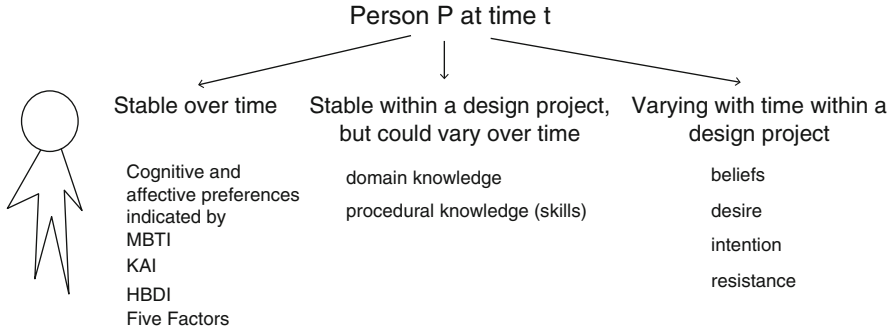 Person P at time t
Stable over time
Cognitive and
affective preferences
indicated by
MBTI
KAI
HBDI
Five Factors
Stable within a design project,
but could vary over time
domain knowledge
procedural knowledge (skills)
Varying with time within a
design project
beliefs
desire
intention
resistance